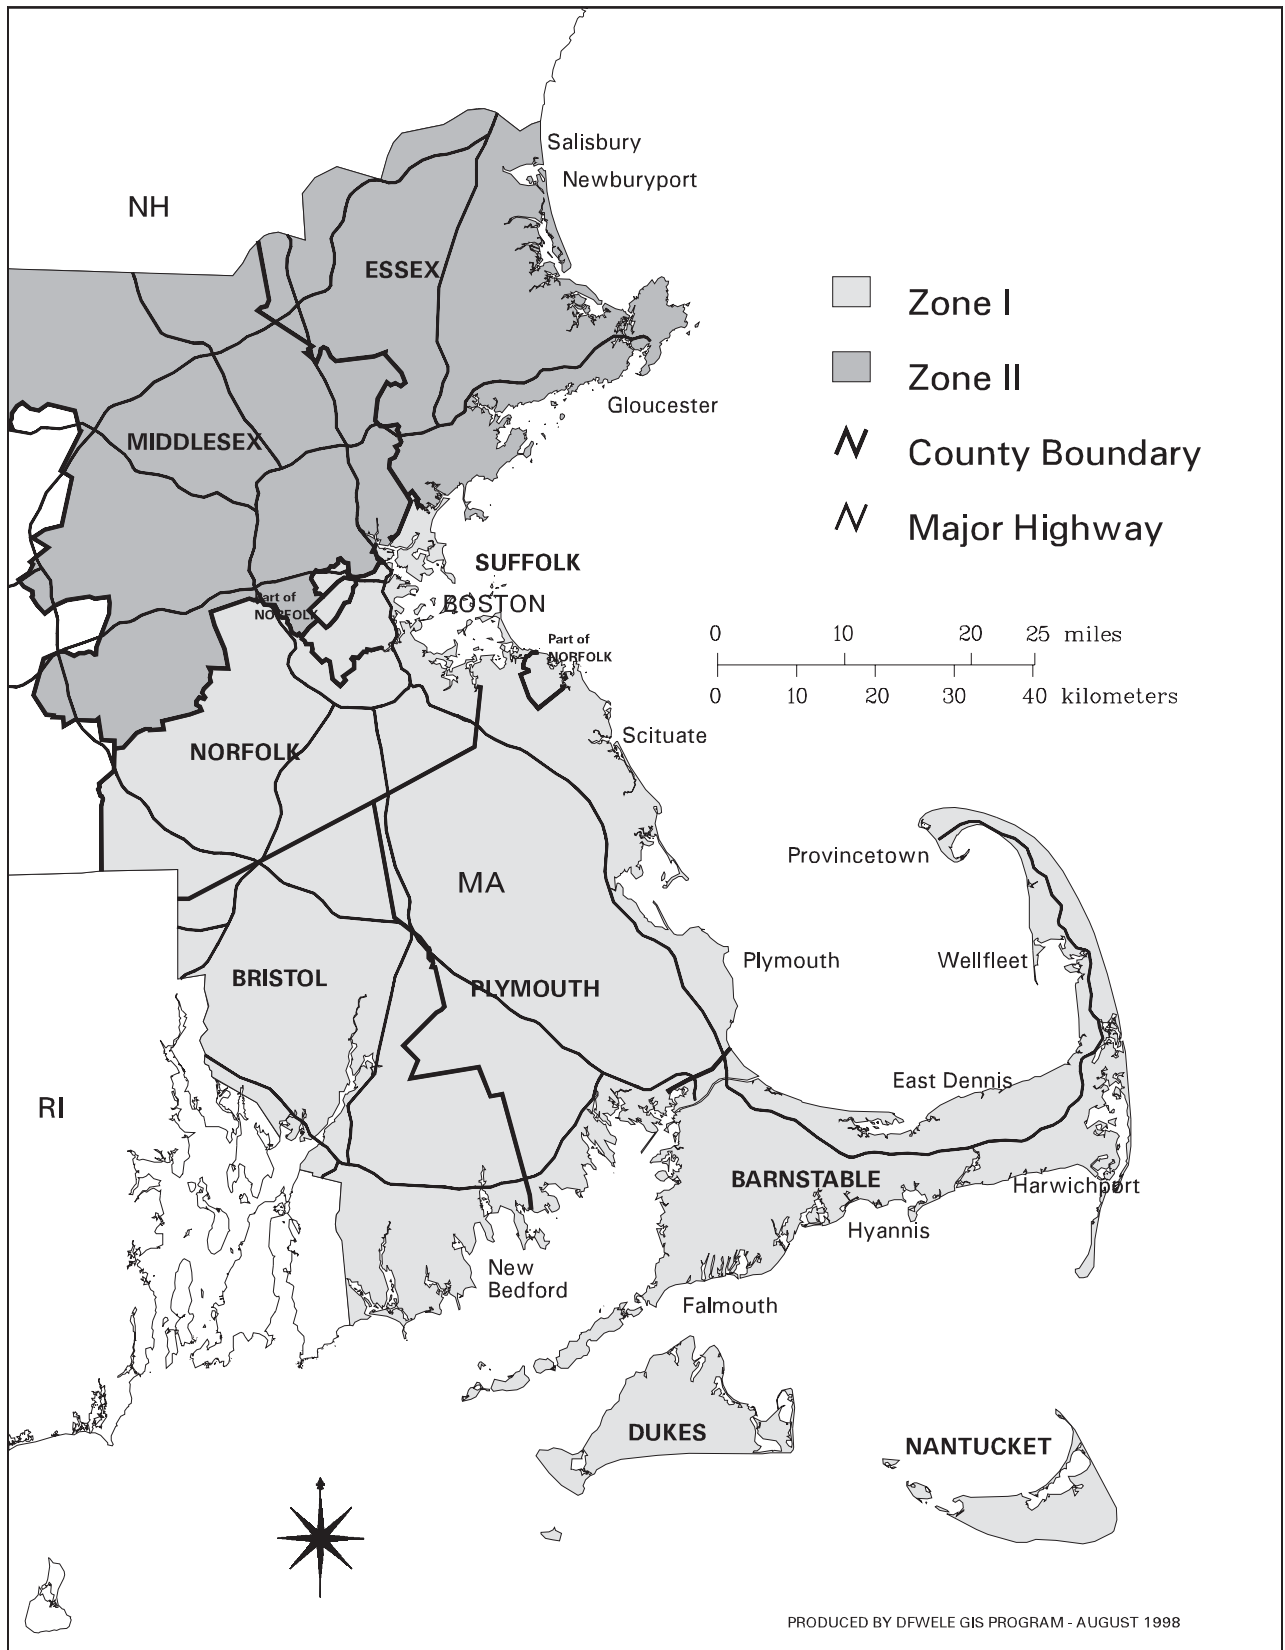 Salisbury
Newburyport
NH
ESSEX
Zone I
Zone II
Gloucester
MIDDLESEX
County Boundary
Major Highway
SUFFOLK
Part of
NORFOLK
BOSTON
Part of
NORFOLK
0 10 20 25 miles
0 10 20 30 40 kilometers
Scituate
NORFOLK
Provincetown
MA
Plymouth
Wellfleet
BRISTOL
PLYMOUTH
East Dennis
RI
BARNSTABLE
Harwichport
Hyannis
New
Bedford
Falmouth
DUKES
NANTUCKET
PRODUCED BY DFWELE GIS PROGRAM - AUGUST 1998